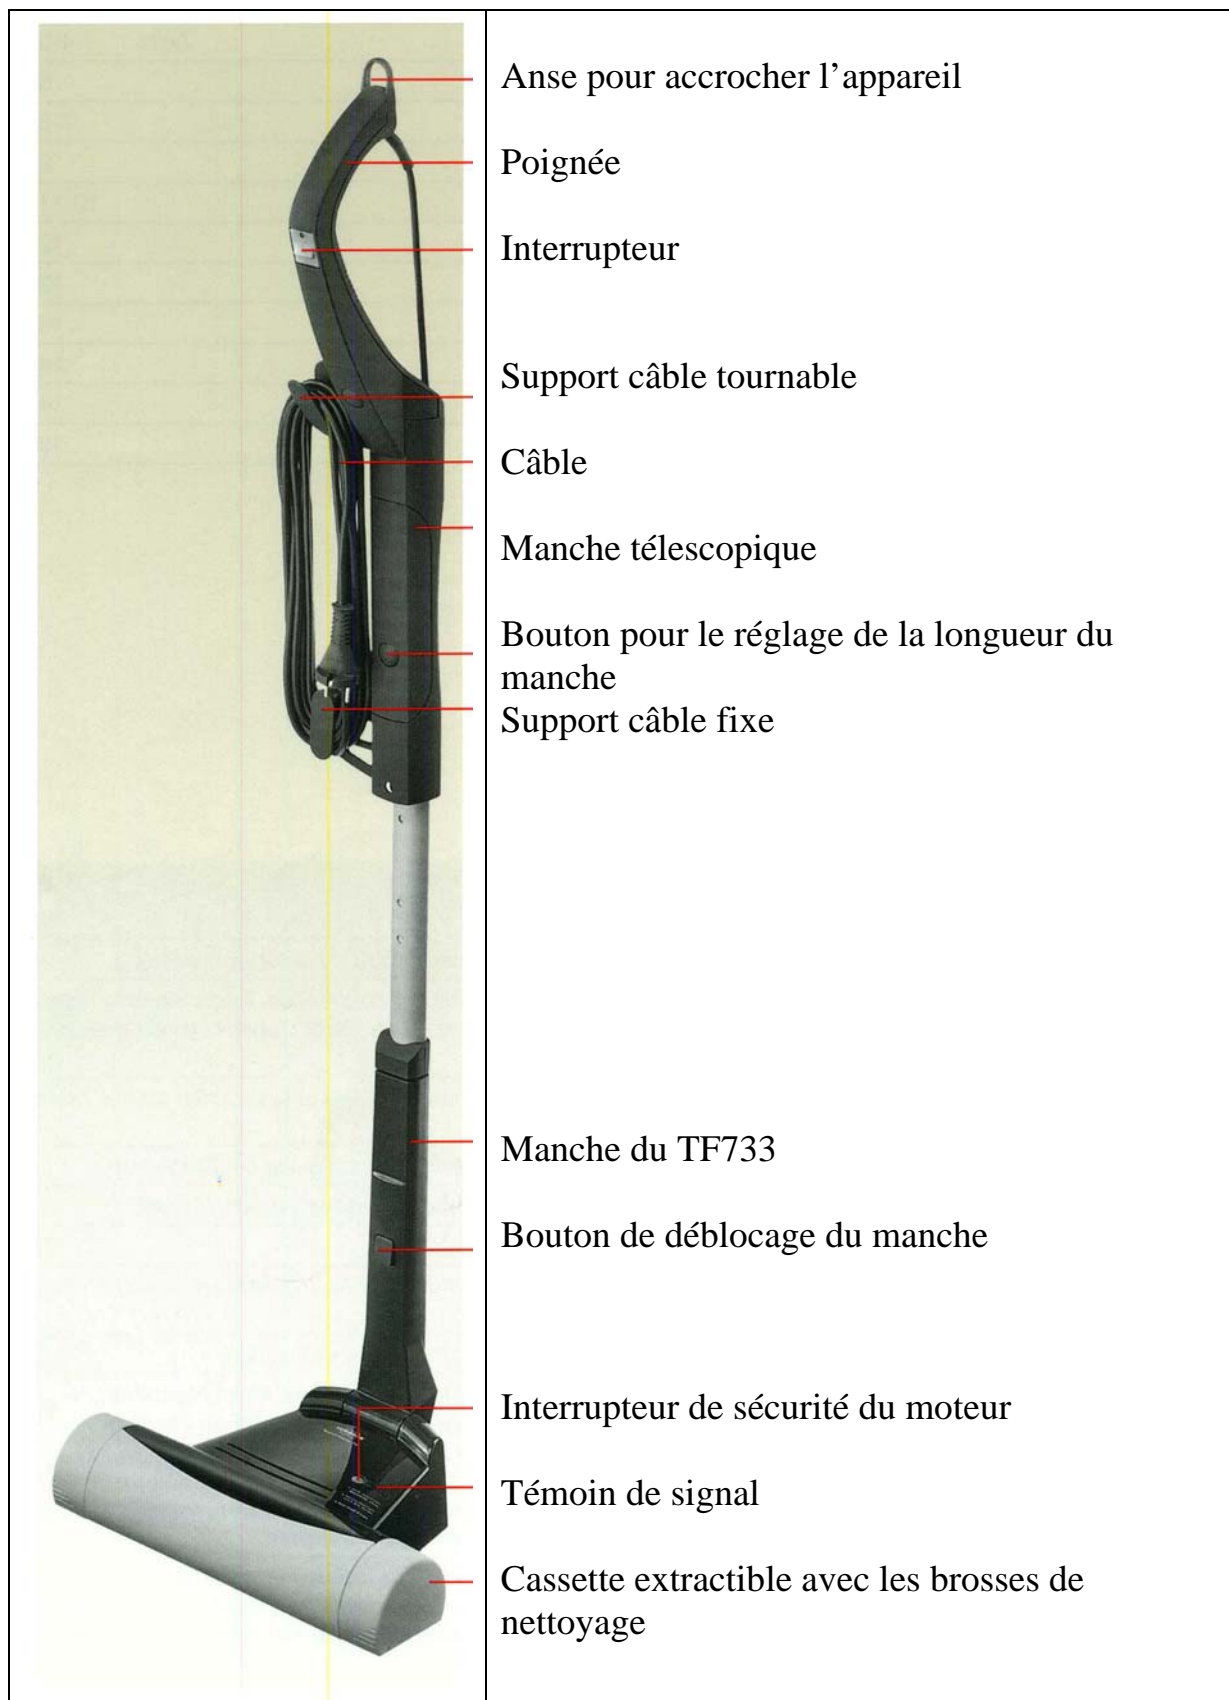 Anse pour accrocher l’appareil
Poignée
Interrupteur
Support câble tournable
Câble
Manche télescopique
Bouton pour le réglage de la longueur du
manche
Support câble fixe
Manche du TF733
Bouton de déblocage du manche
Interrupteur de sécurité du moteur
Témoin de signal
Cassette extractible avec les brosses de
nettoyage